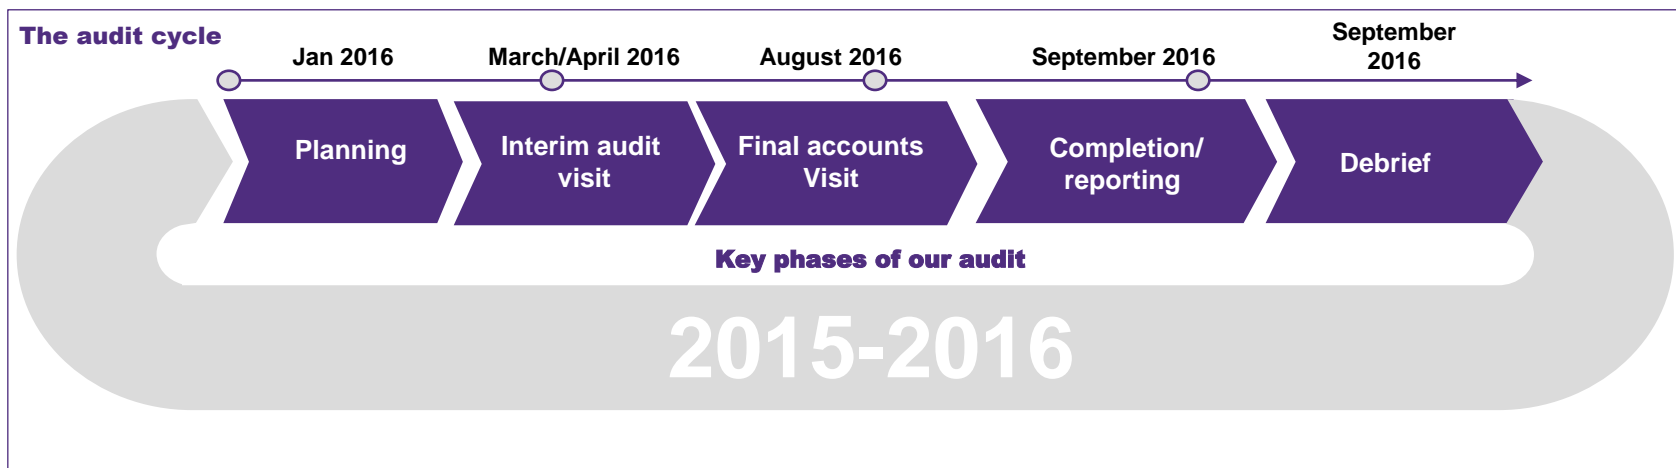 The audit cycle
Jan 2016
March/April 2016
August 2016
September 2016
September
2016
Planning
Interim audit
visit
Final accounts
Visit
Completion/
reporting
Debrief
Key phases of our audit
2015-2016